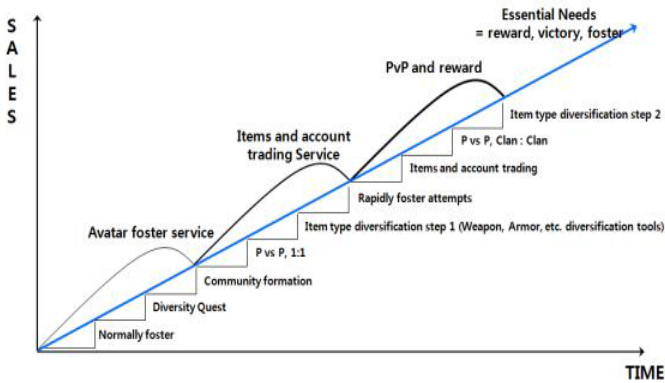 SALES
Essential Needs
= reward, victory, foster
PvP and reward
Item type diversification step 2
Items and account
trading Service
P vs P, Clan : Clan
Items and account trading
Rapidly foster attempts
Avatar foster service
Item type diversification step 1 (Weapon, Armor, etc. diversification tools)
P vs P, 1:1
Community formation
Diversity Quest
Normally foster
TIME